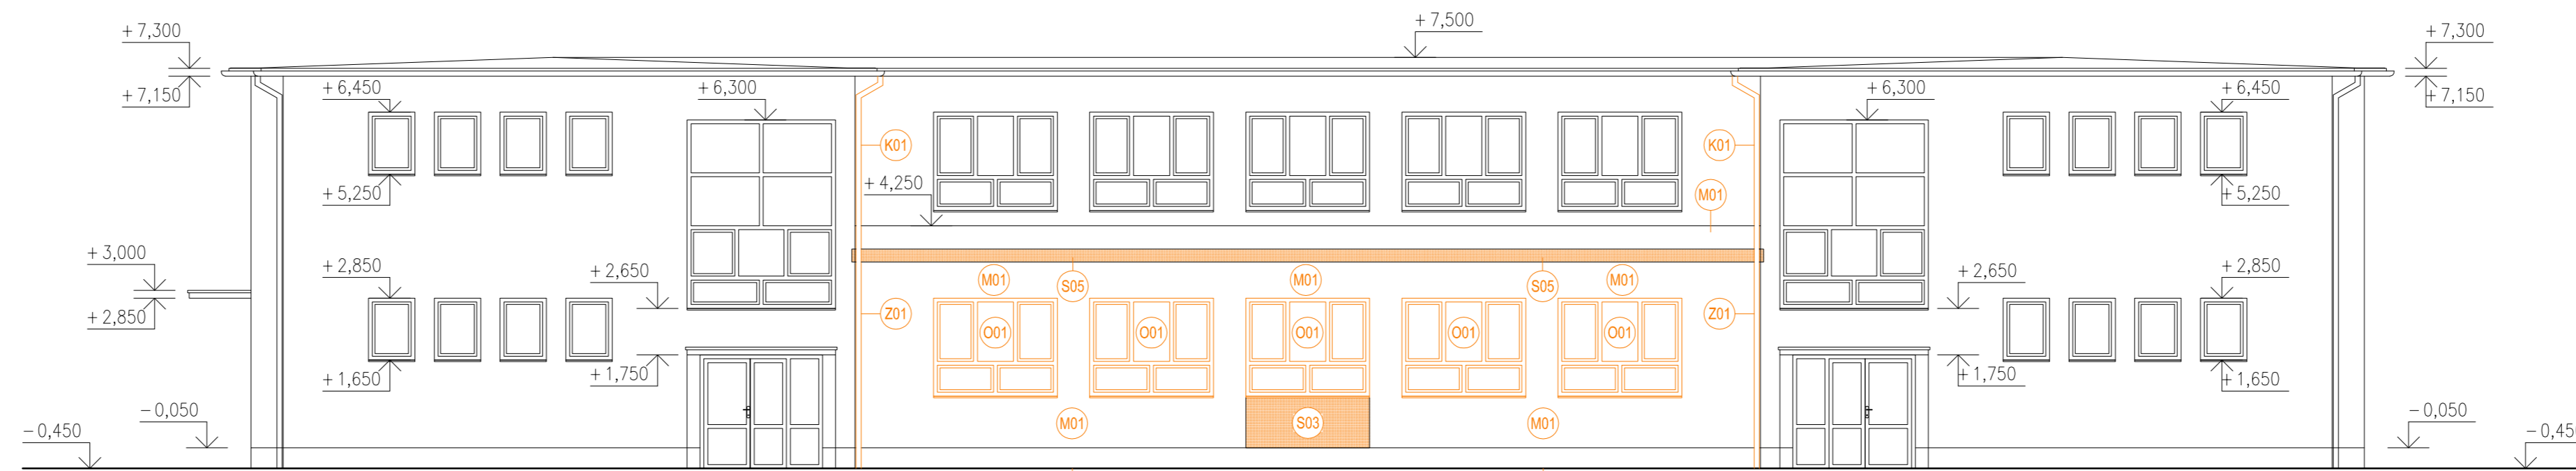 + 7,500
+ 7,300
+ 7,300
+ 7,150
+ 6,450
+ 6,300
+ 6,300
+ 6,450
+ 7,150
K01
K01
+ 5,250
+ 4,250
M01
+ 5,250
+ 3,000
+ 2,850
+ 2,650
M01
S05
M01
S05
M01
+ 2,650
+ 2,850
+ 2,850
Z01
Z01
O01
O01
O01
O01
O01
+ 1,650
+ 1,750
+ 1,750
+ 1,650
− 0,450
− 0,050
M01
S03
M01
− 0,050
− 0,45